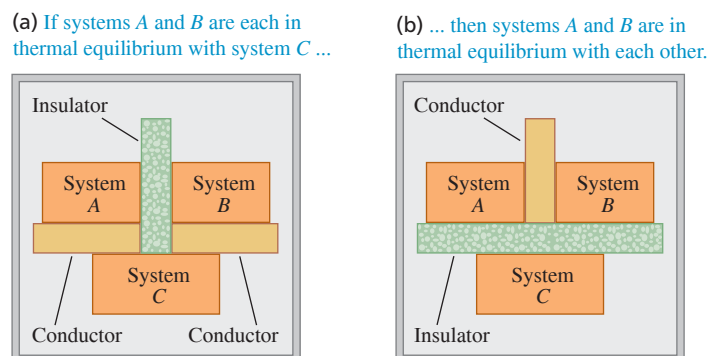 (a) If systems A and B are each in
thermal equilibrium with system C ...
Insulator
System
A
System
B
System
C
Conductor
Conductor
(b) ... then systems A and B are in
thermal equilibrium with each other.
Conductor
System
A
System
B
System
C
Insulator